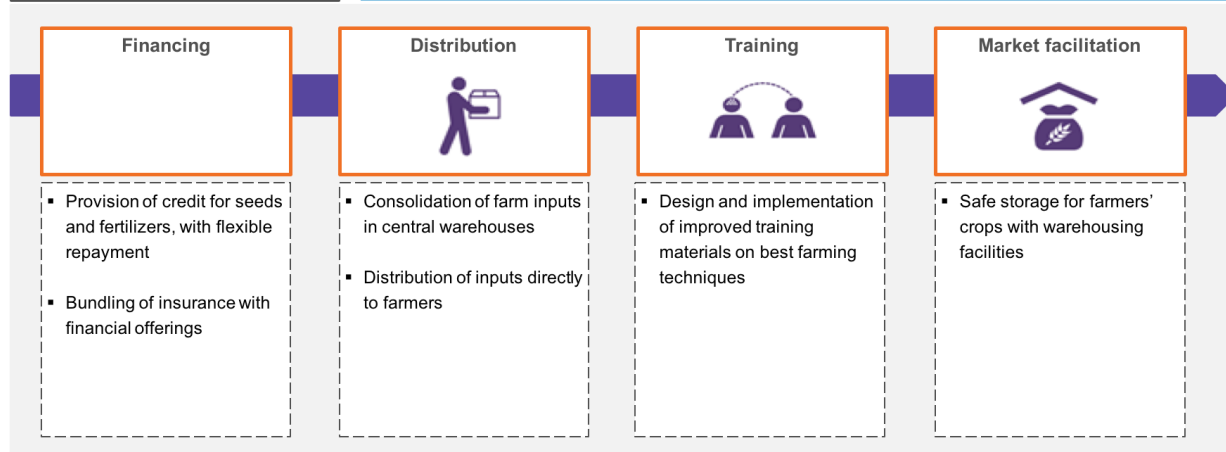 Financing
▪ Provision of credit for seeds
and fertilizers, with flexible
repayment
▪ Bundling of insurance with
financial offerings
Distribution
▪ Consolidation of farm inputs
in central warehouses
▪ Distribution of inputs directly
to farmers
Training
▪ Design and implementation
of improved training
materials on best farming
techniques
Market facilitation
▪ Safe storage for farmers’
crops with warehousing
facilities